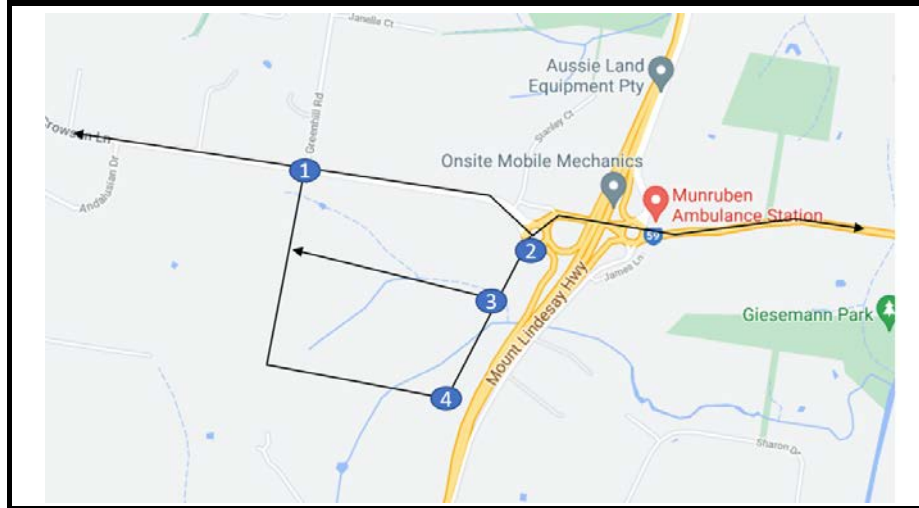 Janelle Ct
Aussie Land
Equipment Pty
Greenhill Rd
Stanley Ct
Crowson Ln
Onsite Mobile Mechanics
Andalusian Dr
1
Munruben
Ambulance Station
59
2
James Ln
3
Giesemann Park
Mount Lindesay Hwy
4
Sharon D